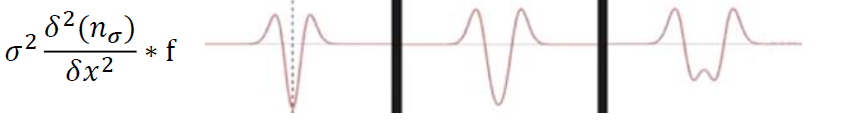 σ² δ²(n_σ)/δx² * f